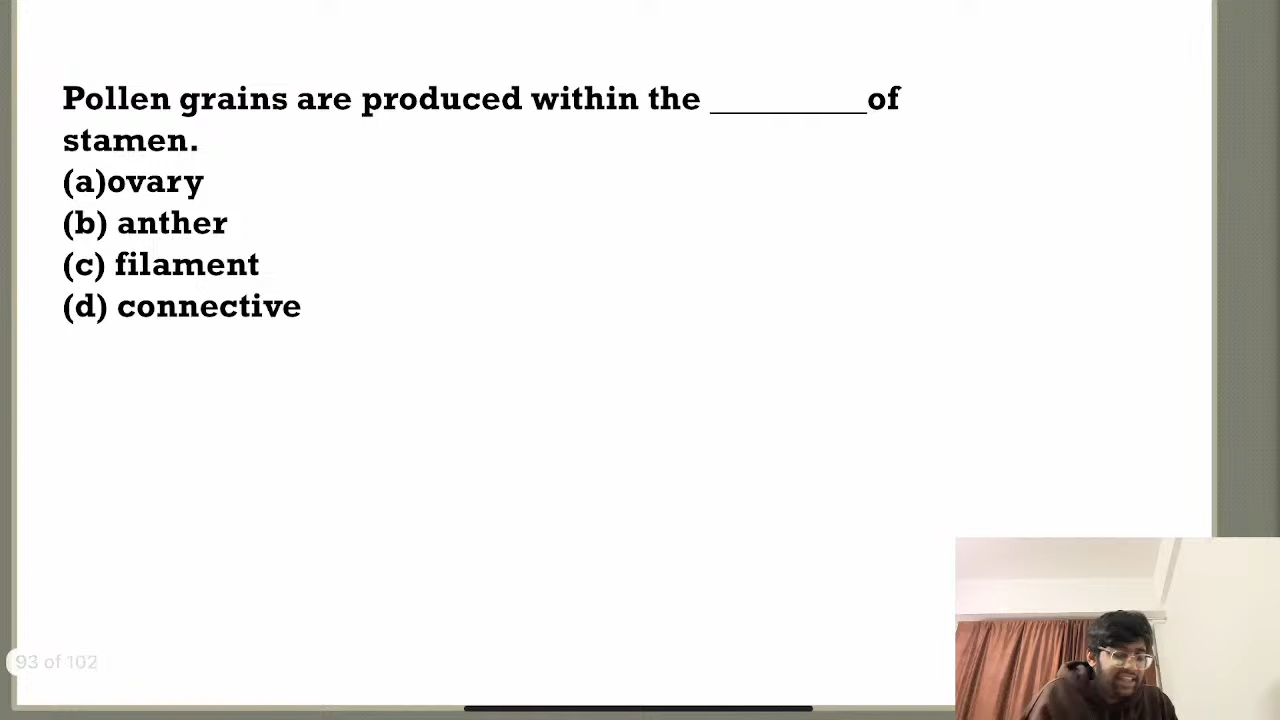 Pollen grains are produced within the __________of
stamen.
(a)ovary
(b) anther
(c) filament
(d) connective
93 of 102